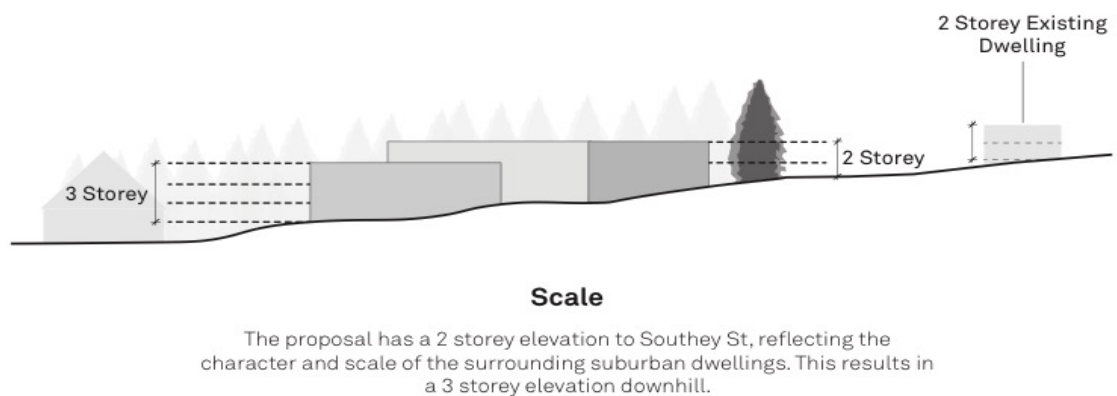 2 Storey Existing
Dwelling
3 Storey
2 Storey
Scale
The proposal has a 2 storey elevation to Southey St, reflecting the
character and scale of the surrounding suburban dwellings. This results in
a 3 storey elevation downhill.